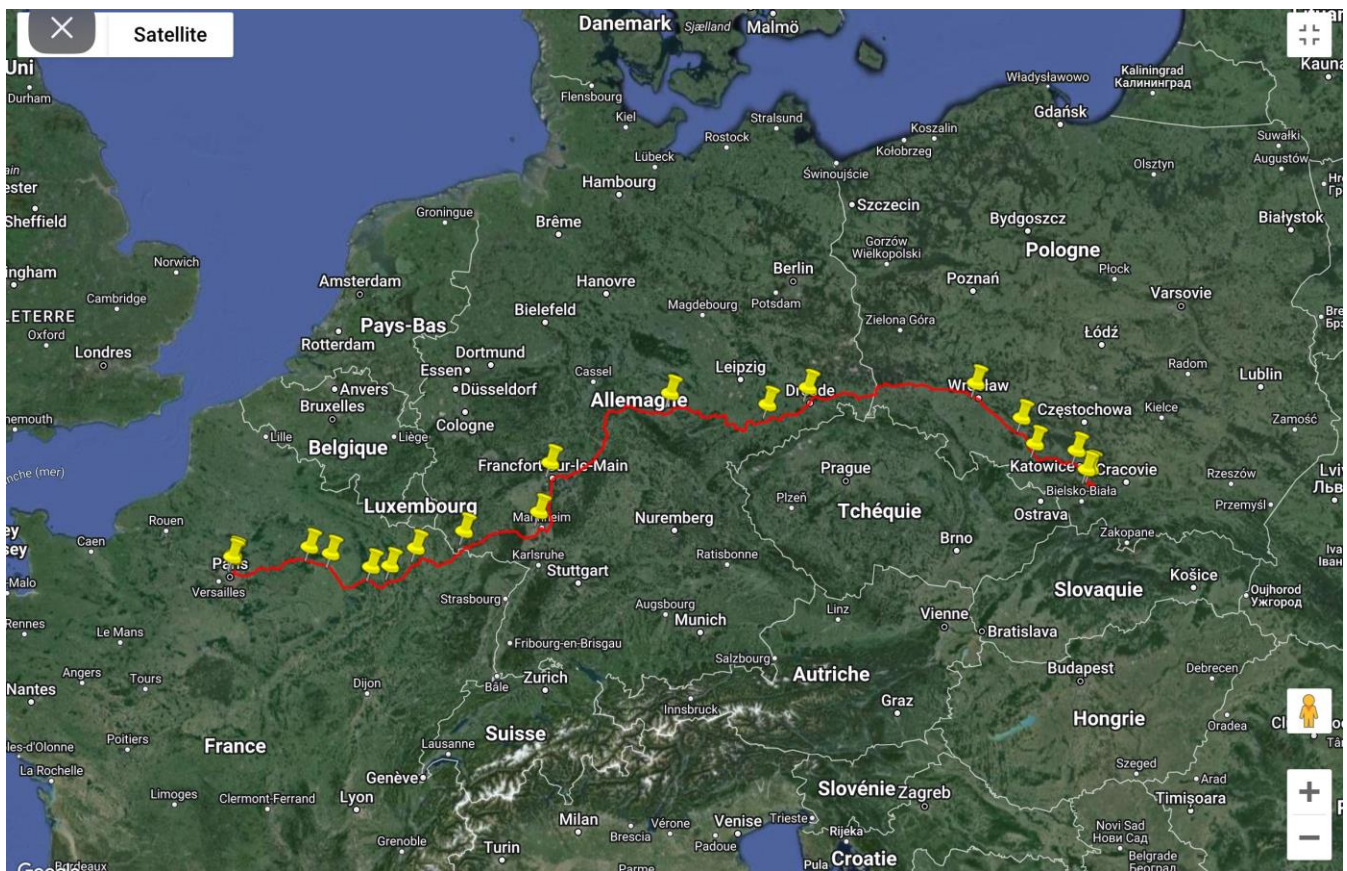 Satellite
Danemark
Sjælland
Malmö
Uni
Durham
Flensbourg
Kiel
Stralsund
Rostock
Lübeck
Hambourg
Władysławowo
Kaliningrad
Калининград
Gdańsk
Koszalin
Kołobrzeg
Świnoujście
Olsztyn
Suwałki
Augustów
Sheffield
Groningue
Brême
Szczecin
Bydgoszcz
Białystok
Norwich
Cambridge
Amsterdam
Hanovre
Berlin
Gorzów
Wielkopolski
Pologne
Poznań
Płock
Varsovie
LETERRE
Oxford
Londres
Pays-Bas
Rotterdam
Bielefeld
Magdebourg
Potsdam
Zielona Góra
Łódź
Dortmund
Essen
Düsseldorf
Cassel
Leipzig
Radom
Lublin
Anvers
Bruxelles
Cologne
Allemagne
Częstochowa
Kielce
Zamość
Lille
Belgique
Liège
Francfort-sur-le-Main
Prague
Katowice
Cracovie
Rzeszów
Luxembourg
Plzeň
Tchéquie
Bielsko-Biała
Ostrava
Przemyśl
Rouen
Caen
Nuremberg
Brno
Zakopane
Paris
Versailles
Karlsruhe
Stuttgart
Ratisbonne
Slovaquie
Košice
Oujhorod
Ужгород
Strasbourg
Augsbourg
Munich
Linz
Vienne
Bratislava
Rennes
Le Mans
Fribourg-en-Brisgau
Salzbourg
Angers
Tours
Nantes
Dijon
Bâle
Zurich
Innsbruck
Autriche
Graz
Budapest
Debrecen
Hongrie
Oradea
Poitiers
France
Lausanne
Suisse
La Rochelle
Genève
Limoges
Clermont-Ferrand
Lyon
Slovénie
Zagreb
Szeged
Arad
Timișoara
Milan
Brescia
Vérone
Venise
Padoue
Trieste
Rijeka
Novi Sad
Нови Сад
Grenoble
Turin
Pula
Croatie
Belgrade